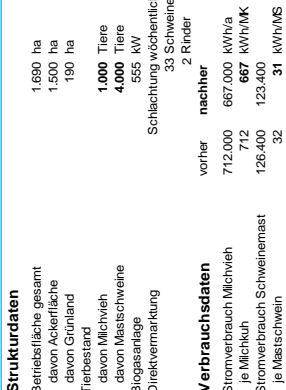 Strukturdaten
Betriebsfläche gesamt 1.690 ha
davon Ackerfläche 1.500 ha
davon Grünland 190 ha
Tierbestand
davon Milchvieh 1.000 Tiere
davon Mastschweine 4.000 Tiere
Biogasanlage 555 kW
Direktvermarktung Schlachtung wöchentlic
33 Schweine
2 Rinder
Verbrauchsdaten vorher nachher
Stromverbrauch Milchvieh 712.000 667.000 kWh/a
je Milchkuh 712 667 kWh/MK
Stromverbrauch Schweinemast 126.400 123.400
je Mastschwein 32 31 kWh/MS